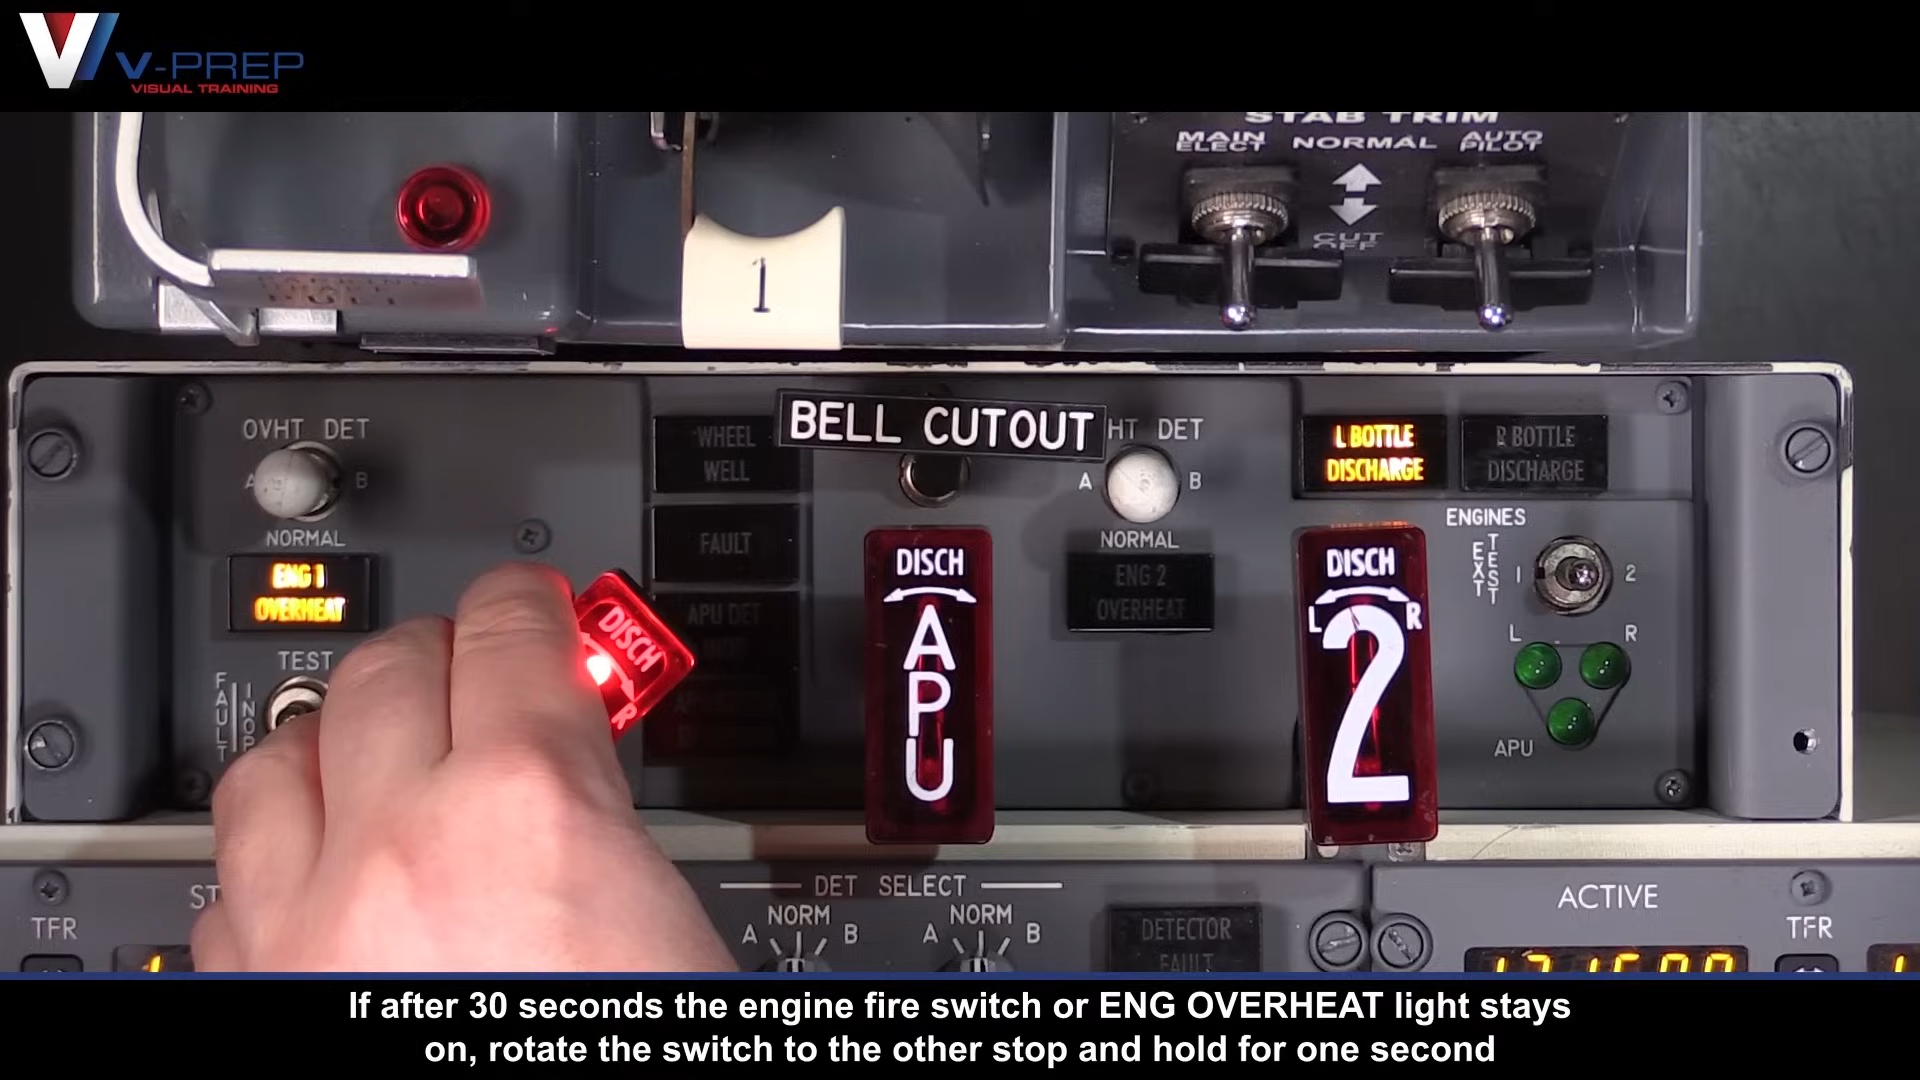 V-PREP
VISUAL TRAINING
STAB TRIM
MAIN ELECT
NORMAL
AUTO PILOT
CUT OFF
1
OVHT DET
A
B
NORMAL
ENG 1
OVERHEAT
TEST
FAULT
INOP
WHEEL
WELL
FAULT
APU DET
DISCH
R
BELL CUTOUT
DISCH
APU
HT DET
A
B
NORMAL
ENG 2
OVERHEAT
L BOTTLE
DISCHARGE
R BOTTLE
DISCHARGE
DISCH
L
R
2
ENGINES
EXT
TEST
1
2
L
R
APU
DET SELECT
NORM
A
B
NORM
A
B
DETECTOR
FAULT
ST
TFR
ACTIVE
TFR
If after 30 seconds the engine fire switch or ENG OVERHEAT light stays
on, rotate the switch to the other stop and hold for one second